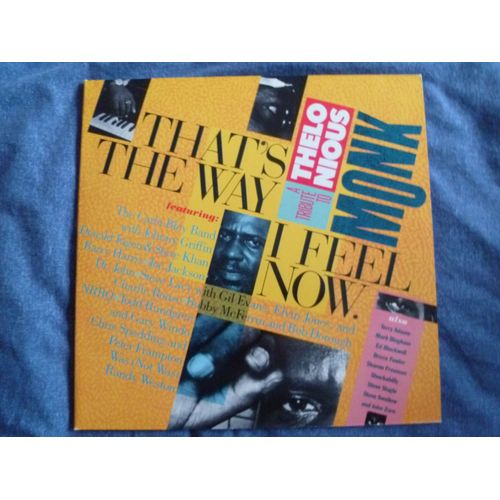 THAT'S
THE WAY
I FEEL
NOW.
A
TRIBUTE
TO
THELO
NIOUS
MONK
featuring:
The Carla Bley Band
with Johnny Griffin
Donald Fagen & Steve Khan
Barry Harris Joe Jackson
Dr. John Steve Lacy with
Charlie Rouse
with Gil Evans, Elvin Jones, and
Bobby McFerrin and Bob Dorough
NRBQ Todd Rundgren
and Gary Windo
Chris Spedding and
Peter Frampton
Was (Not Was)
Randy Weston
also
Terry Adams
Mark Bingham
Ed Blackwell
Bruce Fowler
Sharon Freeman
Shockabilly
Steve Slagle
Steve Swallow
and John Zorn